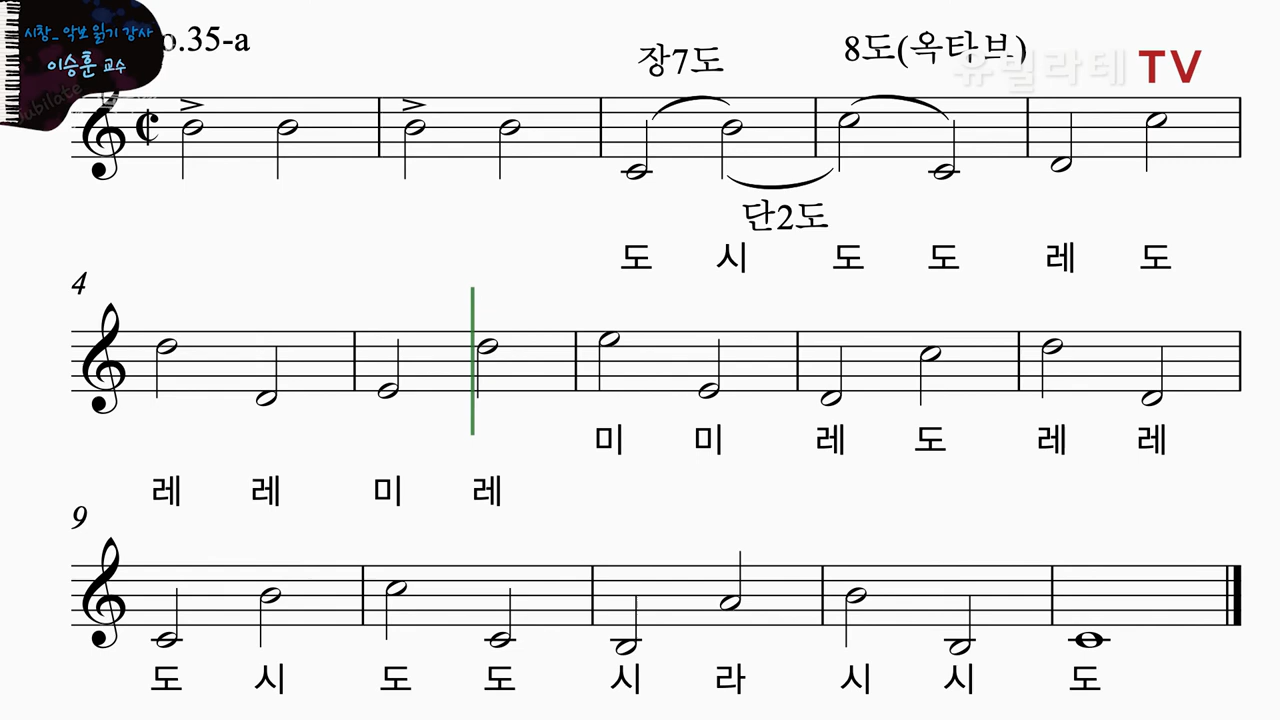 시창_ 악보 읽기 강사
이승훈 교수
Jubilate
o.35-a
장7도
8도(옥타브)
유빌라테 TV
단2도
도 시 도 도 레 도
4
미 미 레 도 레 레
레 레 미 레
9
도 시 도 도 시 라 시 시 도